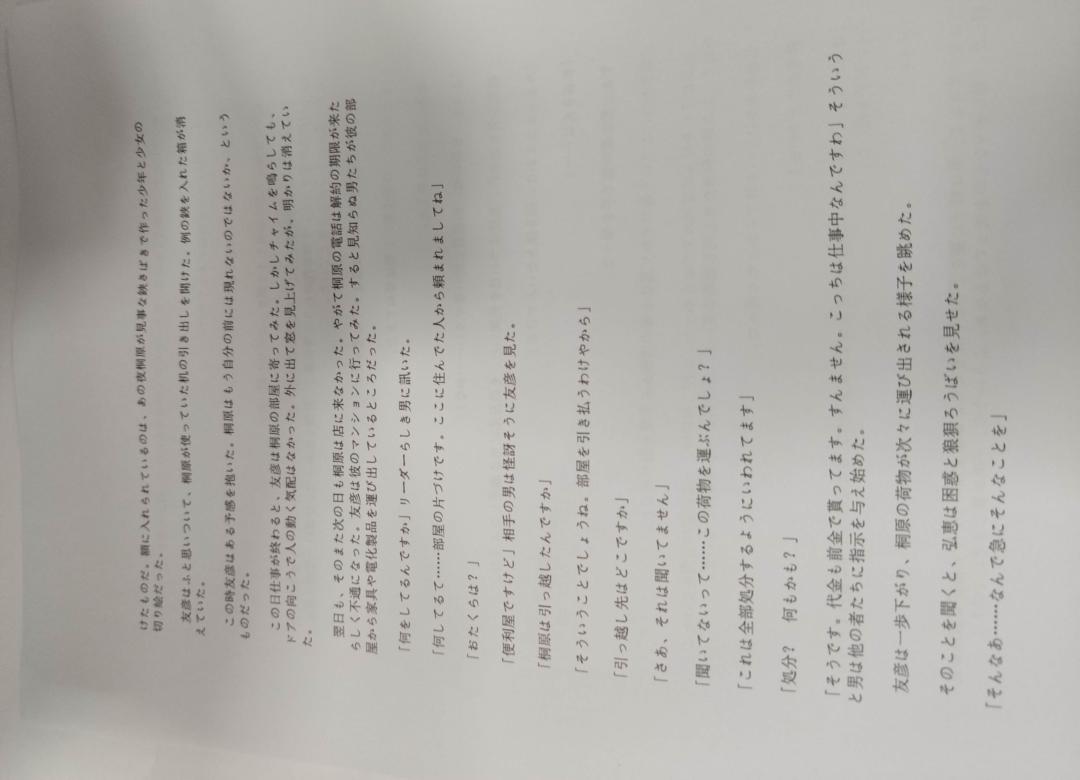 けたものだ。額に入れられているのは、あの夜桐原が見事な鋏さばきで作った少年と少女の
切り絵だった。
友彦はふと思いついて、桐原が使っていた机の引き出しを開けた。例の鋏を入れた箱が消
えていた。
この時友彦はある予感を抱いた。桐原はもう自分の前には現れないのではないか、という
ものだった。
この日仕事が終わると、友彦は桐原の部屋に寄ってみた。しかしチャイムを鳴らしても、
ドアの向こうで人の動く気配はなかった。外に出て窓を見上げてみたが、明かりは消えてい
た。
翌日も、そのまた次の日も桐原は店に来なかった。やがて桐原の電話は解約の期限が来た
らしく不通になった。友彦は彼のマンションに行ってみた。すると見知らぬ男たちが彼の部
屋から家具や電化製品を運び出しているところだった。
「何をしてるんですか」リーダーらしき男に訊いた。
「何してるて……部屋の片づけです。ここに住んでた人から頼まれましてね」
「おたくらは？」
「便利屋ですけど」相手の男は怪訝そうに友彦を見た。
「桐原は引っ越したんですか」
「そういうことでしょうね。部屋を引き払うわけやから」
「引っ越し先はどこですか」
「さあ、それは聞いてません」
「聞いてないって……この荷物を運ぶんでしょ？」
「これは全部処分するようにいわれてます」
「処分？　何もかも？」
「そうです。代金も前金で貰ってます。すんません。こっちは仕事中なんですわ」そういう
と男は他の者たちに指示を与え始めた。
友彦は一歩下がり、桐原の荷物が次々に運び出される様子を眺めた。
そのことを聞くと、弘恵は困惑と狼狽ろうばいを見せた。
「そんなあ……なんで急にそんなことを」